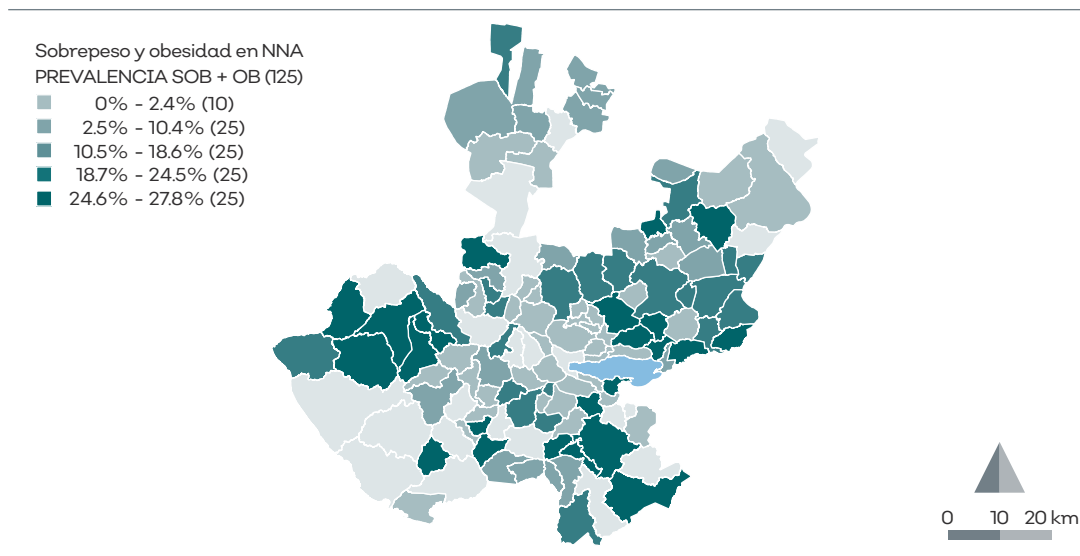 Sobrepeso y obesidad en NNA
PREVALENCIA SOB + OB (125)
0% - 2.4% (10)
2.5% - 10.4% (25)
10.5% - 18.6% (25)
18.7% - 24.5% (25)
24.6% - 27.8% (25)
0 10 20 km